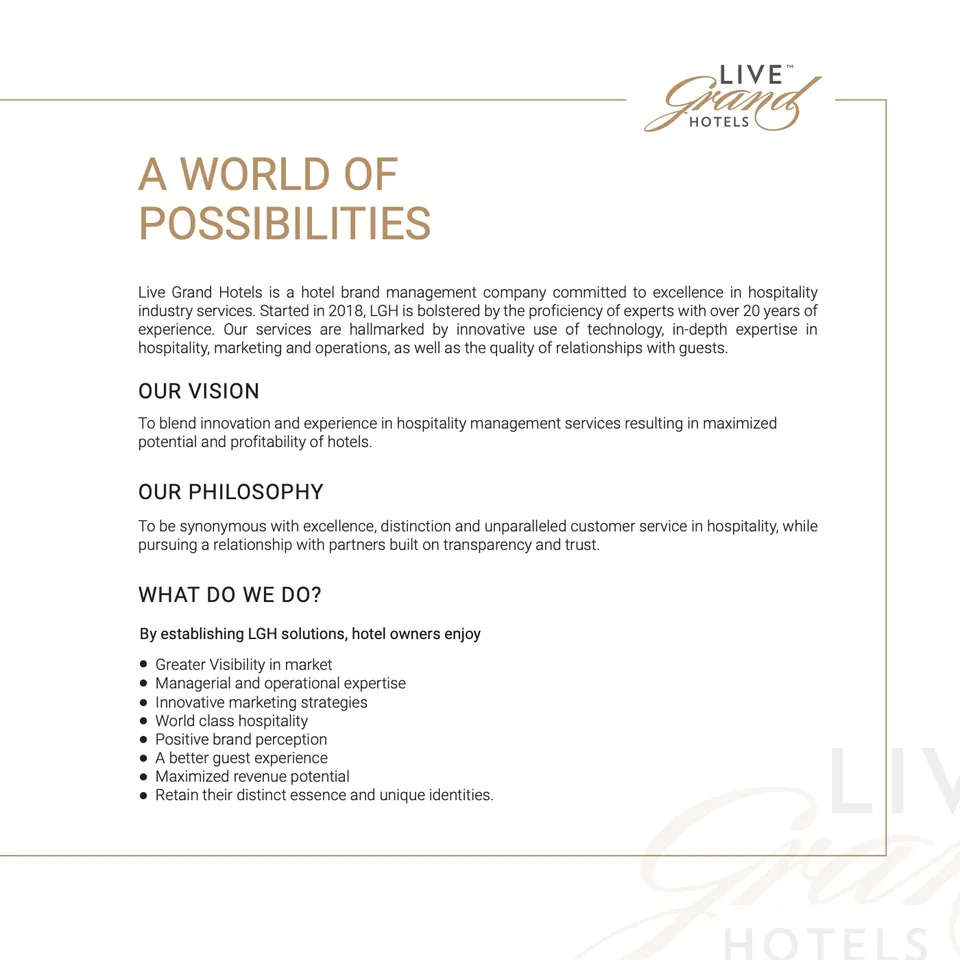 LIVE™
Grand
HOTELS
A WORLD OF
POSSIBILITIES
Live Grand Hotels is a hotel brand management company committed to excellence in hospitality
industry services. Started in 2018, LGH is bolstered by the proficiency of experts with over 20 years of
experience. Our services are hallmarked by innovative use of technology, in-depth expertise in
hospitality, marketing and operations, as well as the quality of relationships with guests.
OUR VISION
To blend innovation and experience in hospitality management services resulting in maximized
potential and profitability of hotels.
OUR PHILOSOPHY
To be synonymous with excellence, distinction and unparalleled customer service in hospitality, while
pursuing a relationship with partners built on transparency and trust.
WHAT DO WE DO?
By establishing LGH solutions, hotel owners enjoy
• Greater Visibility in market
• Managerial and operational expertise
• Innovative marketing strategies
• World class hospitality
• Positive brand perception
• A better guest experience
• Maximized revenue potential
• Retain their distinct essence and unique identities.
LIV
Gran
HOTELS